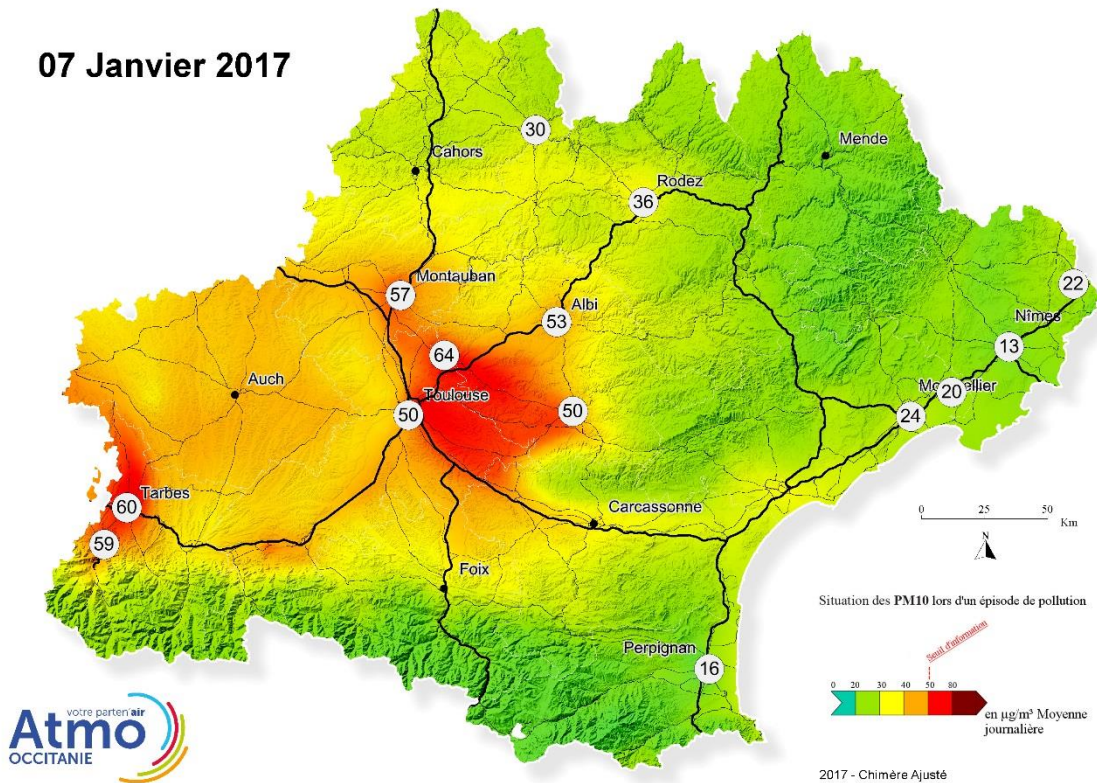 07 Janvier 2017
30
Cahors
Mende
Rodez
36
Montauban
57
22
Albi
53
Nîmes
13
64
Auch
Toulouse
50
50
Montpellier
20
24
Tarbes
60
59
Carcassonne
0 25 50
Km
N
Foix
Situation des PM10 lors d'un épisode de pollution
Seuil d'information
Perpignan
16
0 20 30 40 50 80
en µg/m³ Moyenne
journalière
votre parten'air
Atmo
OCCITANIE
2017 - Chimère Ajusté